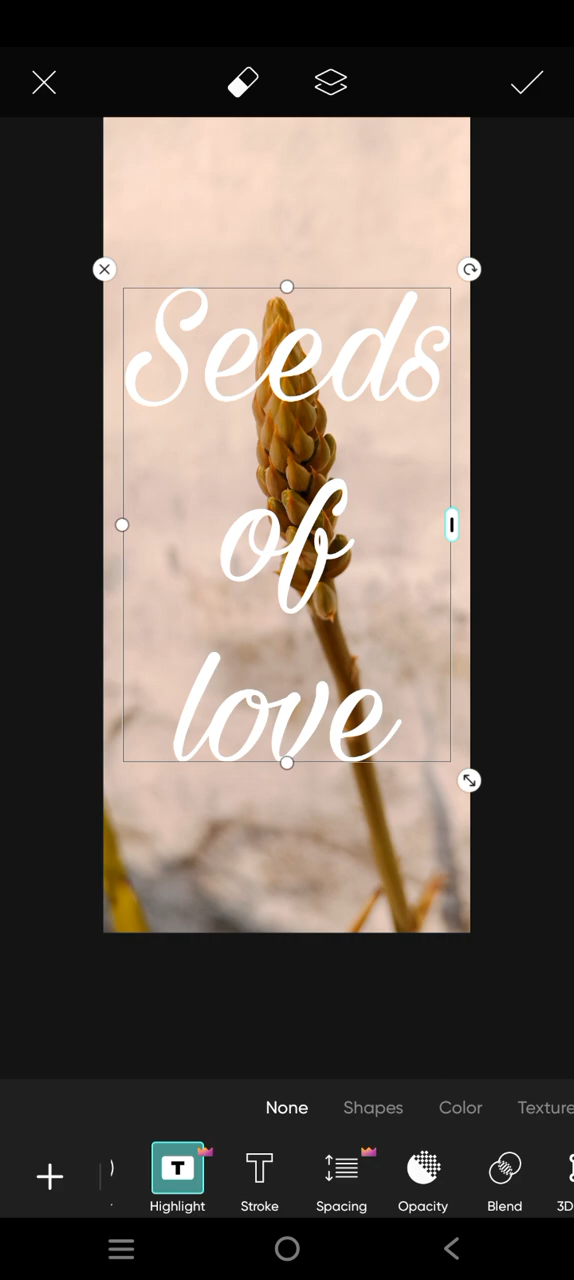 Seeds
of
love
None Shapes Color Texture
Highlight Stroke Spacing Opacity Blend 3D